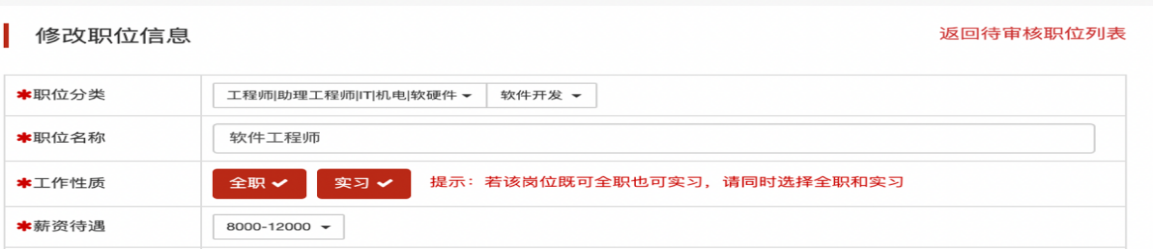 修改职位信息 返回待审核职位列表
✱职位分类 工程师|助理工程师|IT|机电|软硬件 软件开发
✱职位名称 软件工程师
✱工作性质 全职✔ 实习✔ 提示：若该岗位既可全职也可实习，请同时选择全职和实习
✱薪资待遇 8000-12000